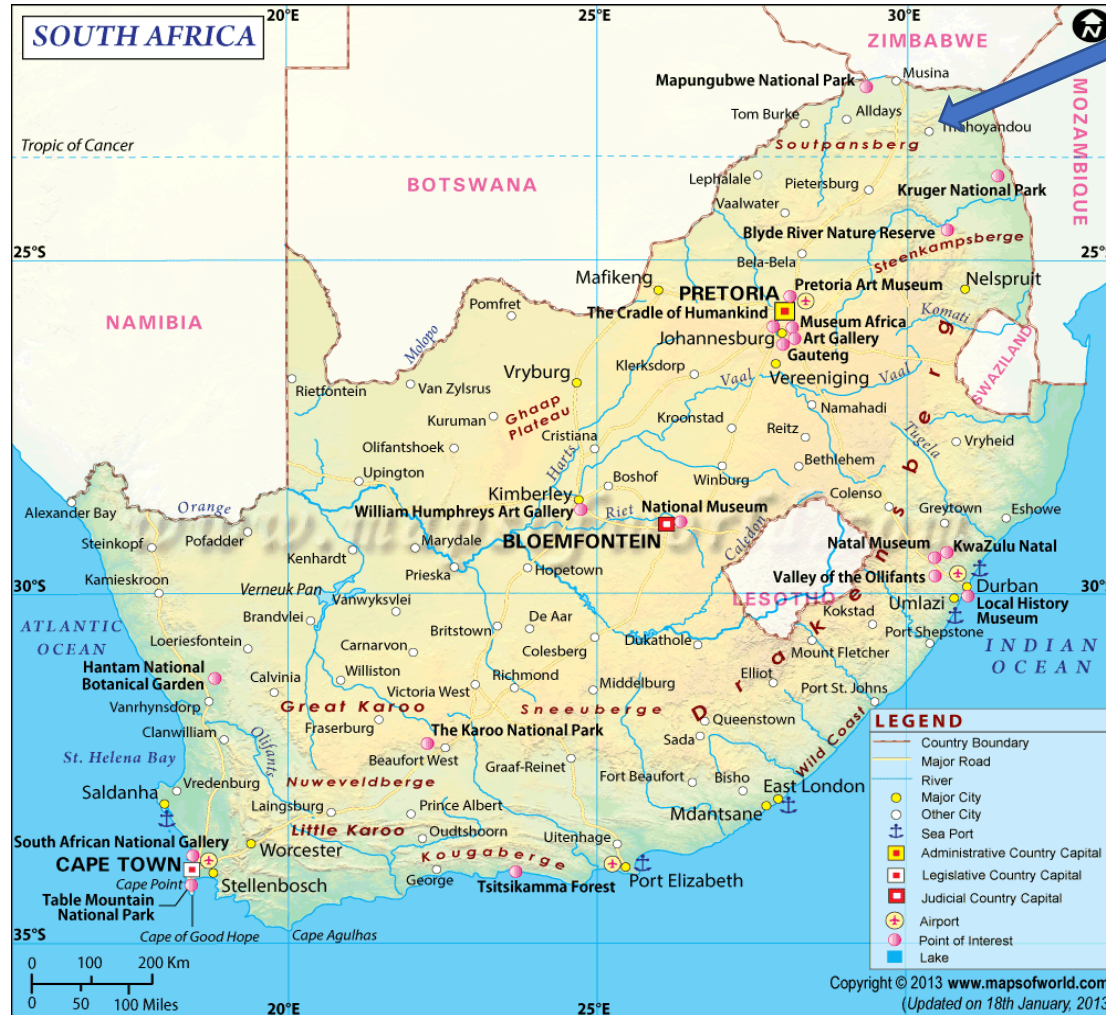 20°E
25°E
30°E
SOUTH AFRICA
N
ZIMBABWE
Mapungubwe National Park
Musina
MOZAMBIQUE
Tom Burke
Alldays
Tropic of Cancer
Soutpansberg
BOTSWANA
Lephalale
Pietersburg
Kruger National Park
Vaalwater
Blyde River Nature Reserve
Steenkampsberge
25°S
25°S
Bela-Bela
Mafikeng
Nelspruit
PRETORIA
Pretoria Art Museum
Pomfret
The Cradle of Humankind
Museum Africa
Komati
NAMIBIA
Johannesburg
Art Gallery
Gauteng
Molopo
SWAZILAND
Klerksdorp
Vaal
Vereeniging
Vaal
Rietfontein
Van Zylsrus
Vryburg
Ghaap
Plateau
Namahadi
Kuruman
Kroonstad
Reitz
Tugela
Cristiana
Vryheid
Olifantshoek
Harts
Bethlehem
Upington
Boshof
Winburg
Colenso
Kimberley
National Museum
Greytown
Eshowe
Orange
William Humphreys Art Gallery
Riet
Caledon
Alexander Bay
Pofadder
BLOEMFONTEIN
Steinkopf
Marydale
Natal Museum
KwaZulu Natal
Kenhardt
Prieska
Hopetown
Valley of the Ollifants
Kamieskroon
Verneuk Pan
Durban
30°S
30°S
Vanwyksvlei
LESOTHO
Umlazi
Local History
Museum
Brandvlei
De Aar
Kokstad
ATLANTIC
OCEAN
Loeriesfontein
Britstown
Dukathole
Port Shepstone
Carnarvon
Colesberg
Mount Fletcher
INDIAN
OCEAN
Hantam National
Botanical Garden
Williston
Richmond
Elliot
Calvinia
Victoria West
Middelburg
Port St. Johns
Vanrhynsdorp
Great Karoo
Sneeuberge
Drakensberg
Fraserburg
The Karoo National Park
Queenstown
Clanwilliam
Olifants
Sada
Wild Coast
St. Helena Bay
Beaufort West
Graaf-Reinet
Vredenburg
Nuweveldberge
Fort Beaufort
Bisho
Saldanha
East London
Laingsburg
Prince Albert
Mdantsane
Little Karoo
South African National Gallery
Oudtshoorn
Uitenhage
Worcester
Kougaberge
CAPE TOWN
Cape Point
Stellenbosch
George
Tsitsikamma Forest
Port Elizabeth
Table Mountain
National Park
Cape of Good Hope
Cape Agulhas
35°S
LEGEND
Country Boundary
Major Road
River
Major City
Other City
Sea Port
Administrative Country Capital
Legislative Country Capital
Judicial Country Capital
Airport
Point of Interest
Lake
0 100 200 Km
0 50 100 Miles
20°E
25°E
Copyright © 2013 www.mapsofworld.com
(Updated on 18th January, 2013